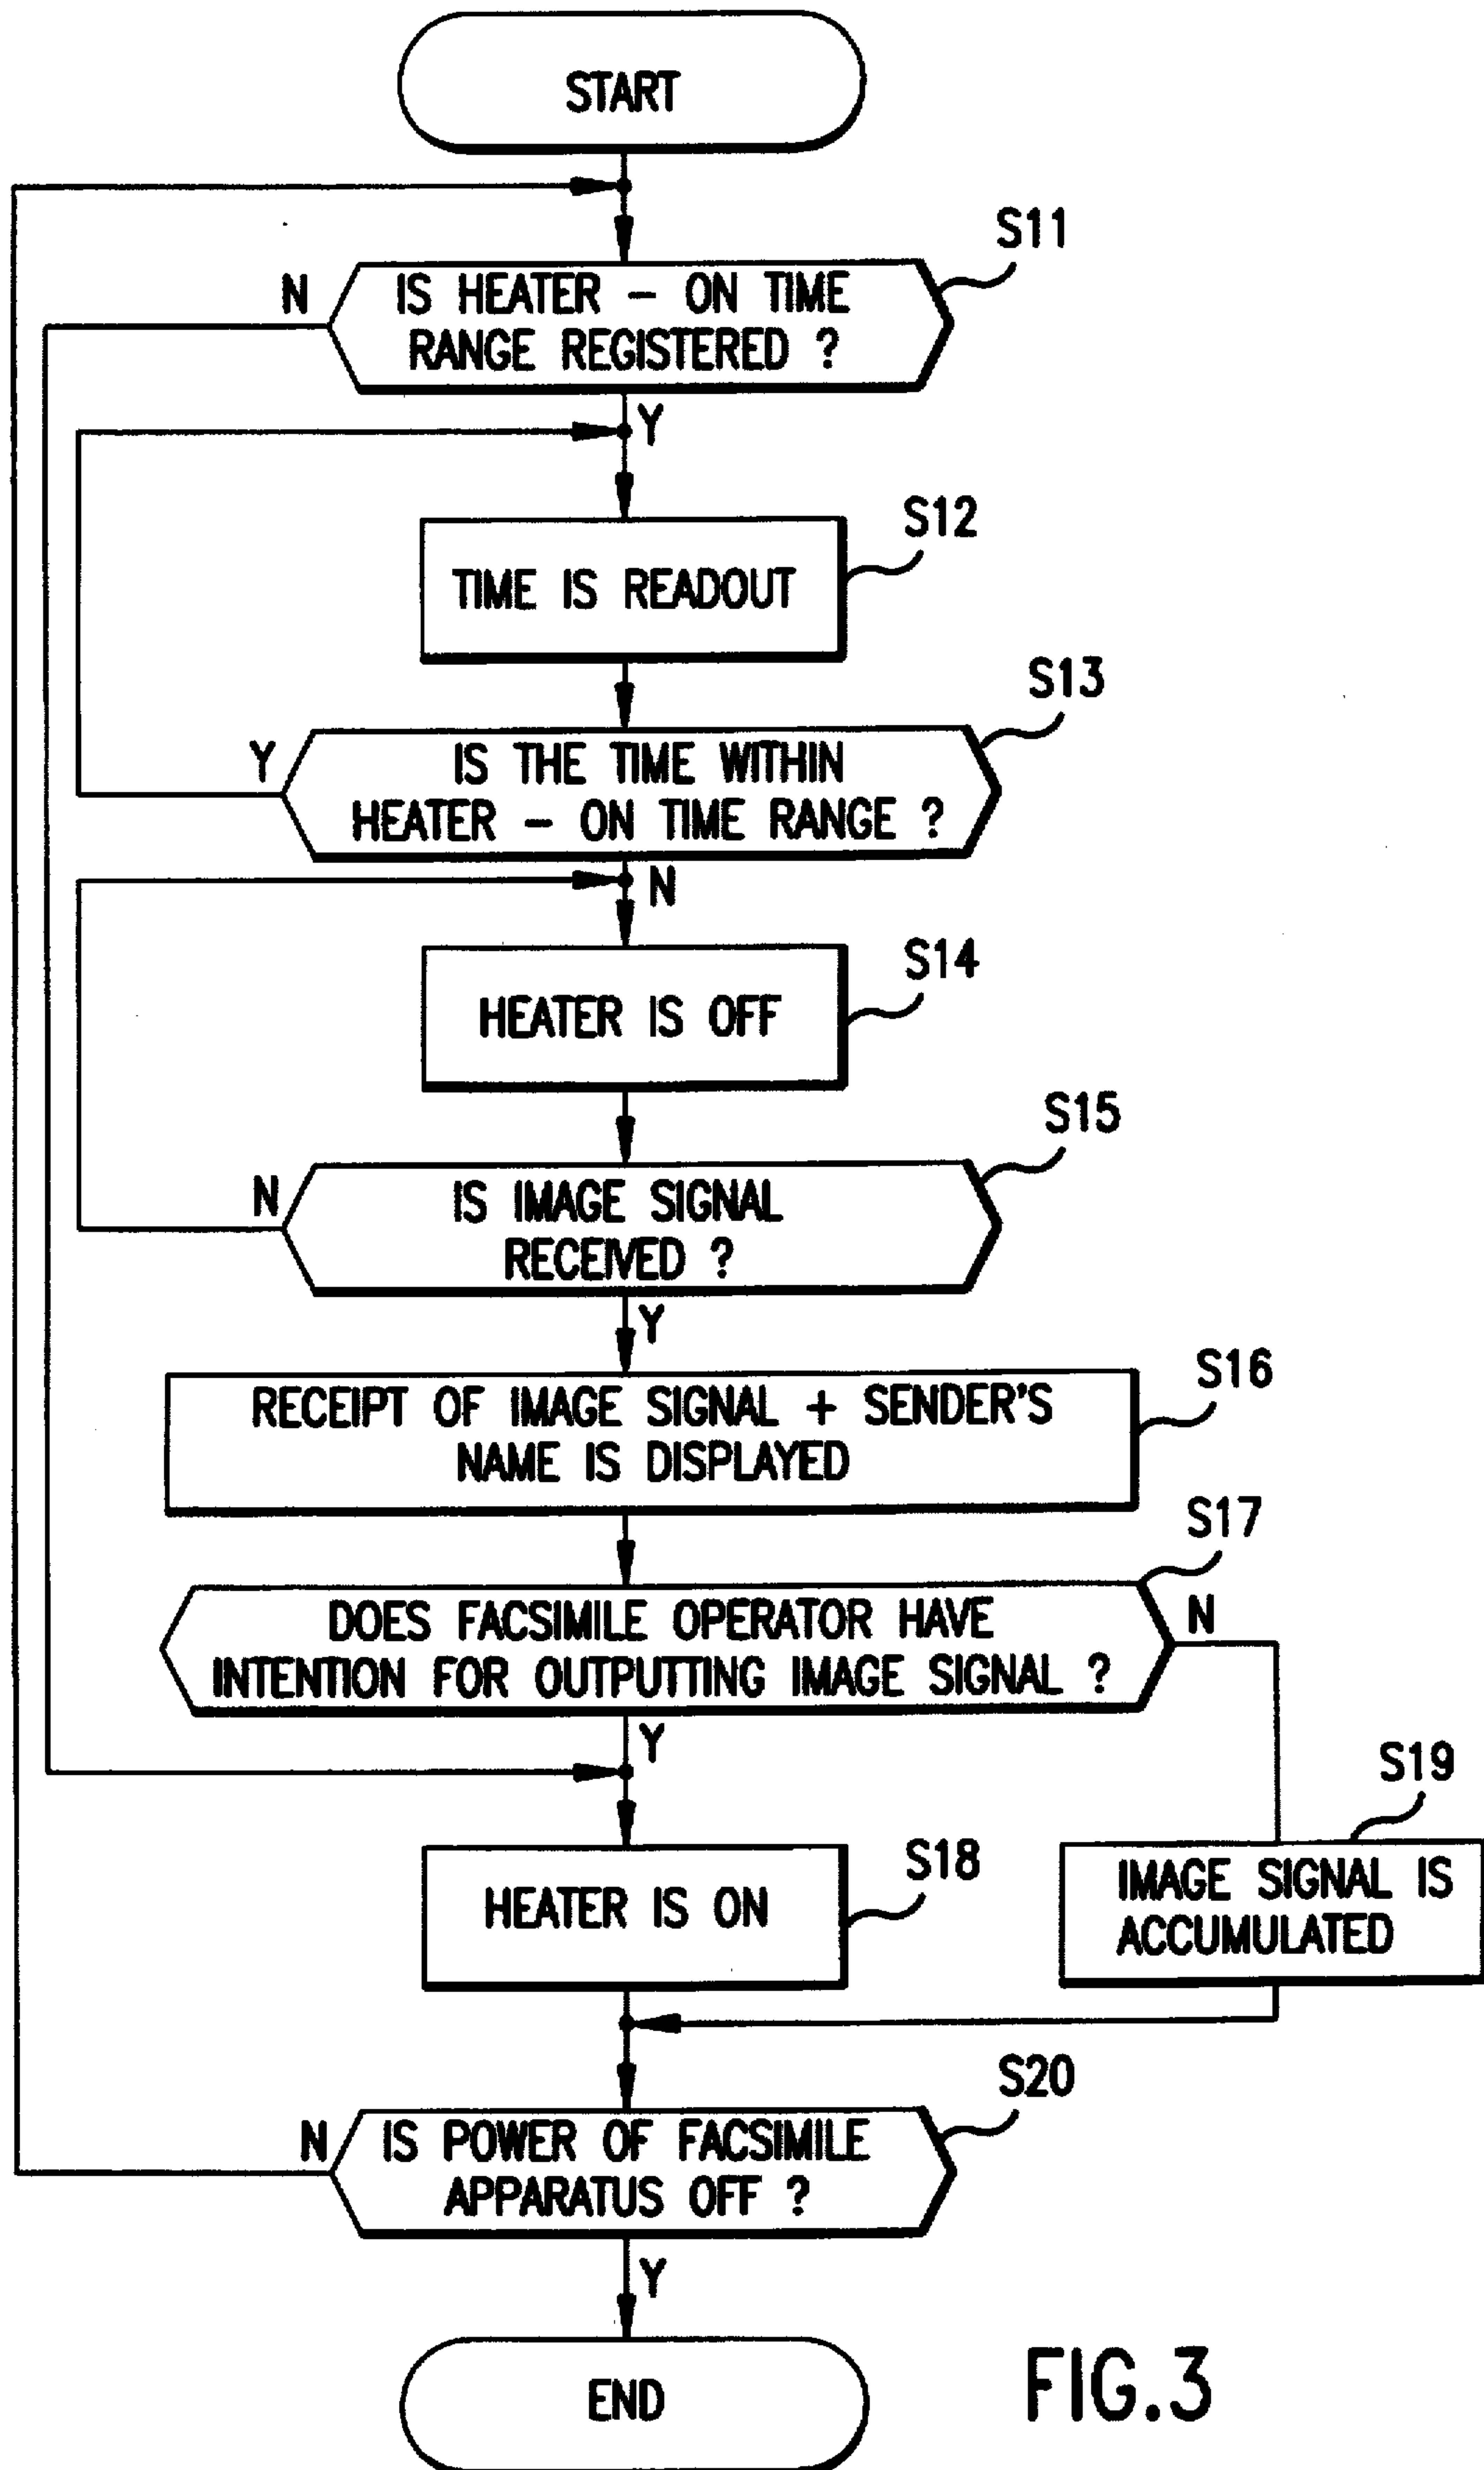 START
S11
N
IS HEATER - ON TIME
RANGE REGISTERED ?
Y
S12
TIME IS READOUT
S13
Y
IS THE TIME WITHIN
HEATER - ON TIME RANGE ?
N
S14
HEATER IS OFF
S15
N
IS IMAGE SIGNAL
RECEIVED ?
Y
S16
RECEIPT OF IMAGE SIGNAL + SENDER'S
NAME IS DISPLAYED
S17
DOES FACSIMILE OPERATOR HAVE
INTENTION FOR OUTPUTTING IMAGE SIGNAL ?
N
Y
S19
S18
HEATER IS ON
IMAGE SIGNAL IS
ACCUMULATED
S20
N
IS POWER OF FACSIMILE
APPARATUS OFF ?
Y
END
FIG.3